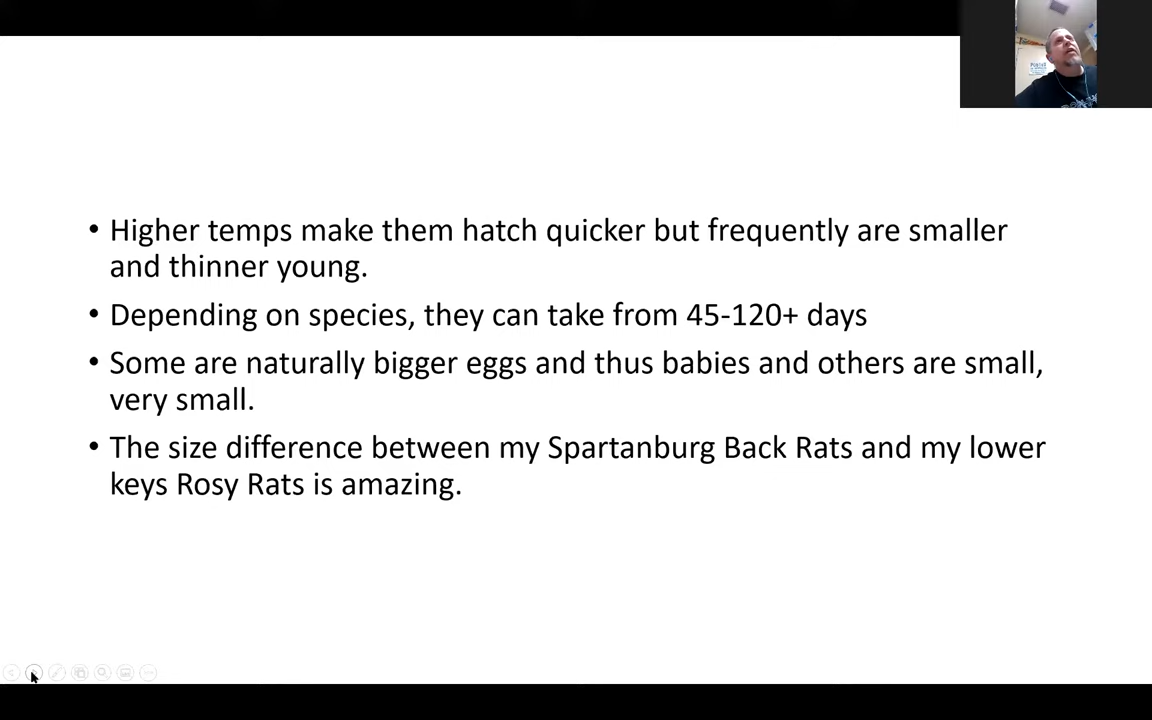 • Higher temps make them hatch quicker but frequently are smaller
and thinner young.
• Depending on species, they can take from 45-120+ days
• Some are naturally bigger eggs and thus babies and others are small,
very small.
• The size difference between my Spartanburg Back Rats and my lower
keys Rosy Rats is amazing.